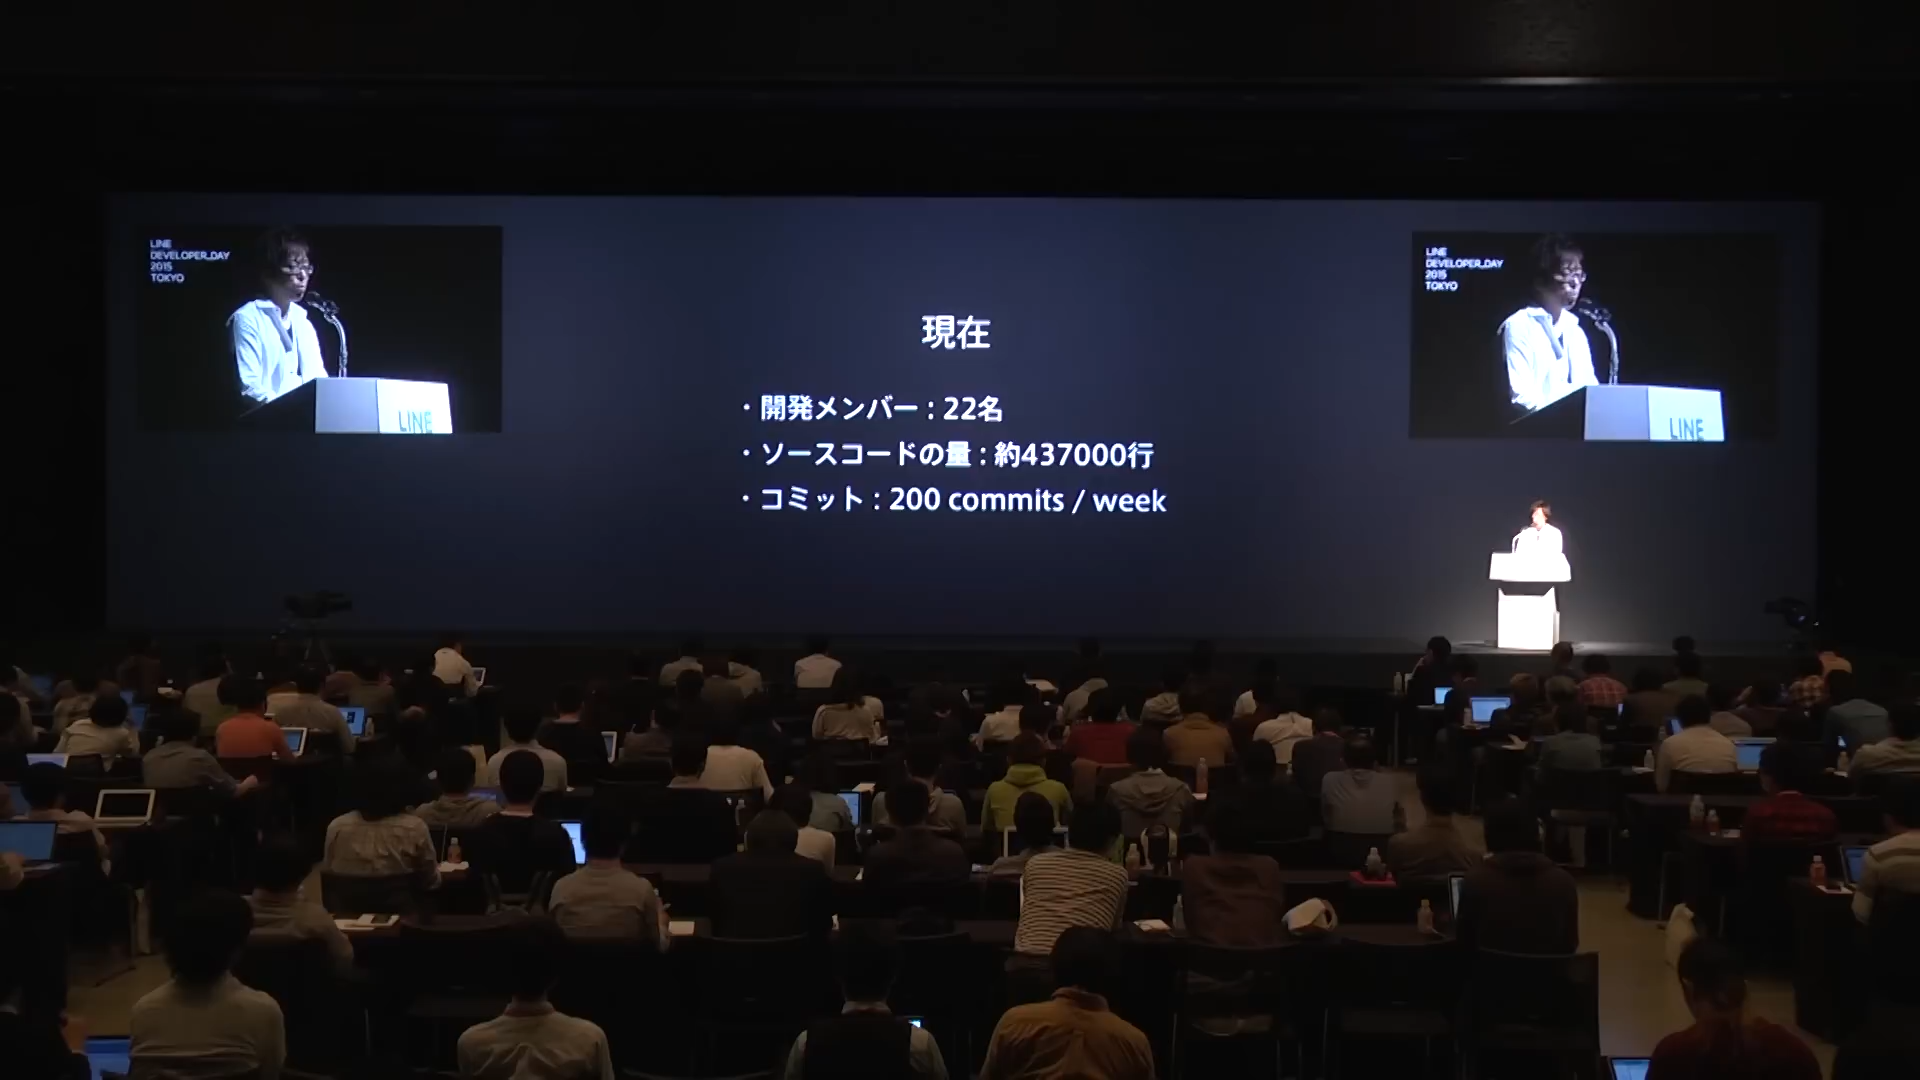 LINE
DEVELOPER_DAY
2015
TOKYO
LINE
現在
・開発メンバー : 22名
・ソースコードの量 : 約437000行
・コミット : 200 commits / week
LINE
DEVELOPER_DAY
2015
TOKYO
LINE